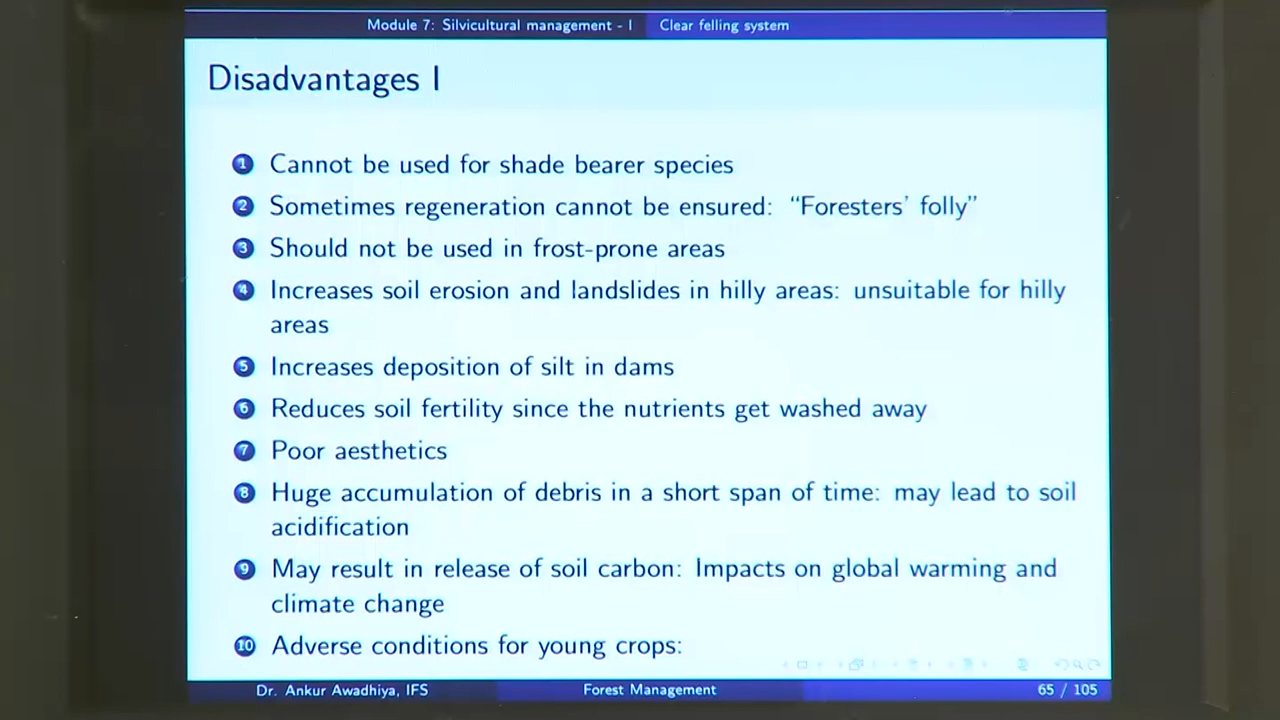 Module 7: Silvicultural management - I Clear felling system
Disadvantages I
1 Cannot be used for shade bearer species
2 Sometimes regeneration cannot be ensured: “Foresters’ folly”
3 Should not be used in frost-prone areas
4 Increases soil erosion and landslides in hilly areas: unsuitable for hilly
areas
5 Increases deposition of silt in dams
6 Reduces soil fertility since the nutrients get washed away
7 Poor aesthetics
8 Huge accumulation of debris in a short span of time: may lead to soil
acidification
9 May result in release of soil carbon: Impacts on global warming and
climate change
10 Adverse conditions for young crops:
Dr. Ankur Awadhiya, IFS Forest Management 65 / 105